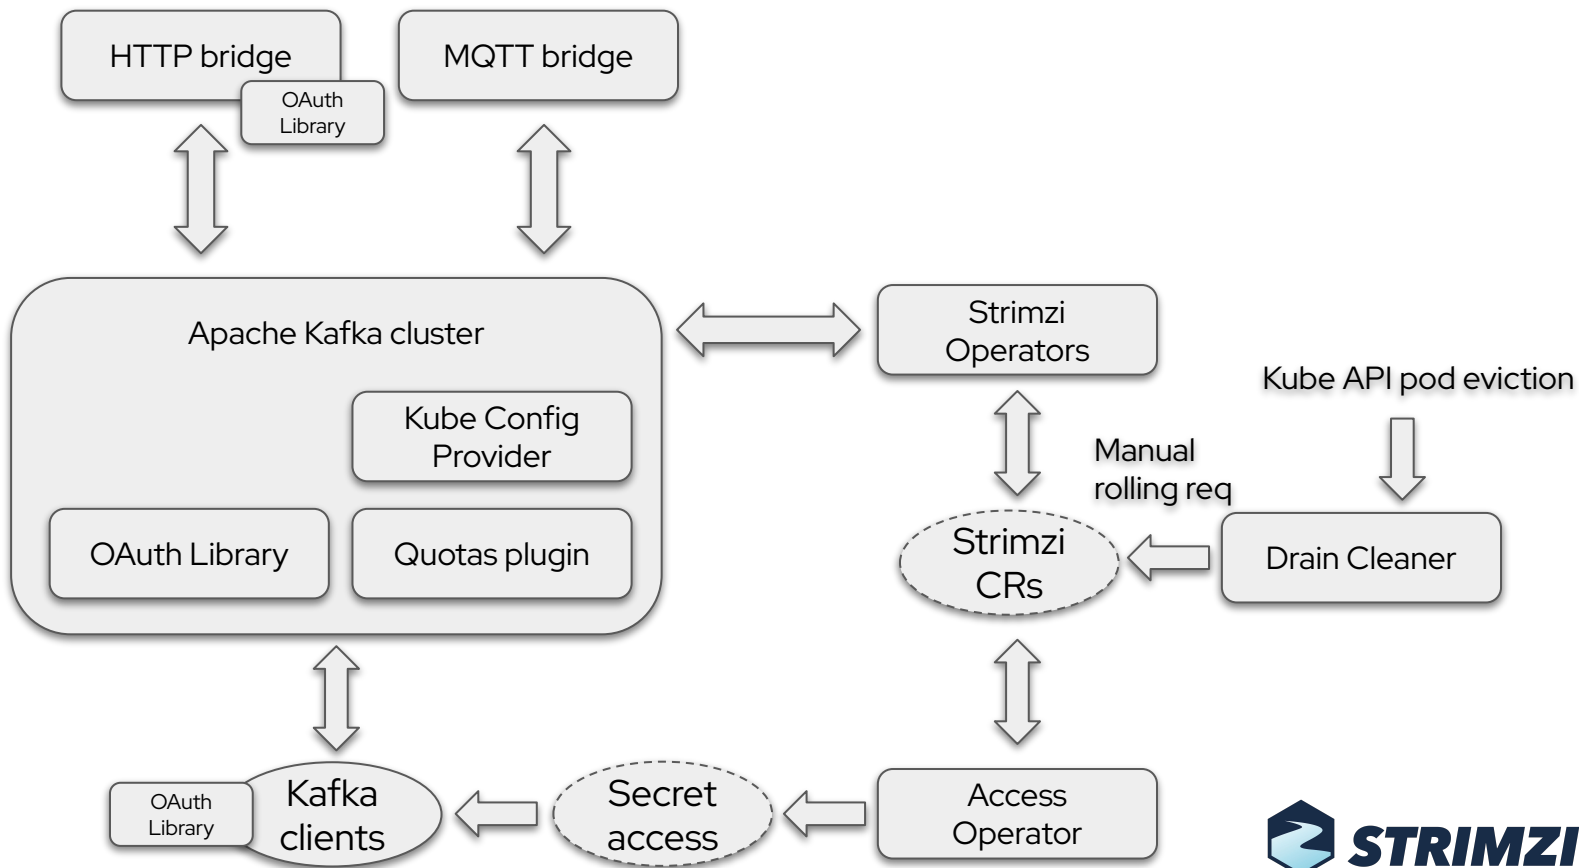 HTTP bridge
MQTT bridge
OAuth
Library
Apache Kafka cluster
Strimzi
Operators
Kube API pod eviction
Kube Config
Provider
Manual
rolling req
OAuth Library
Quotas plugin
Strimzi
CRs
Drain Cleaner
OAuth
Library
Kafka
clients
Secret
access
Access
Operator
STRIMZI